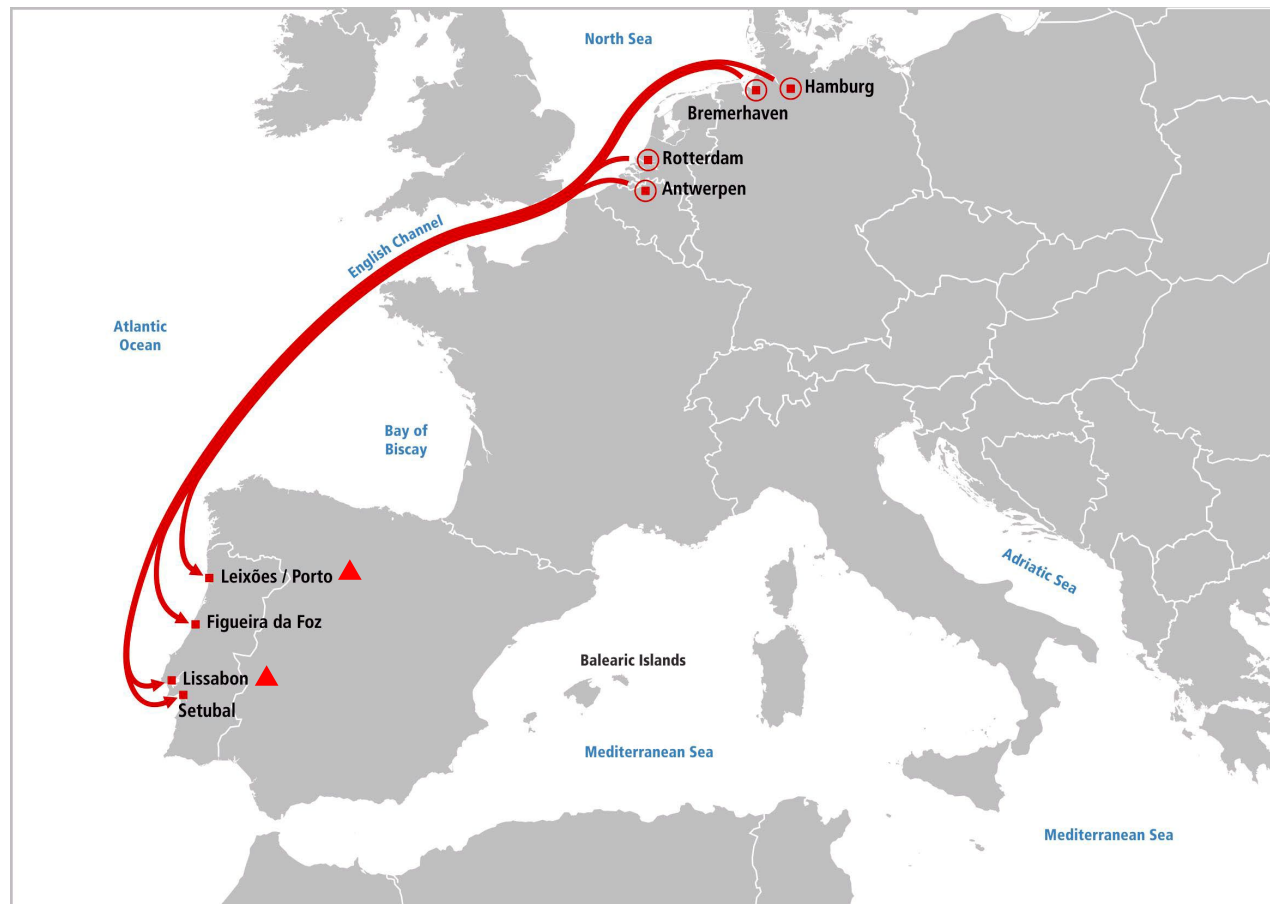 North Sea
Hamburg
Bremerhaven
Rotterdam
Antwerpen
English Channel
Atlantic
Ocean
Bay of
Biscay
Leixões / Porto
Figueira da Foz
Lissabon
Setubal
Adriatic Sea
Balearic Islands
Mediterranean Sea
Mediterranean Sea